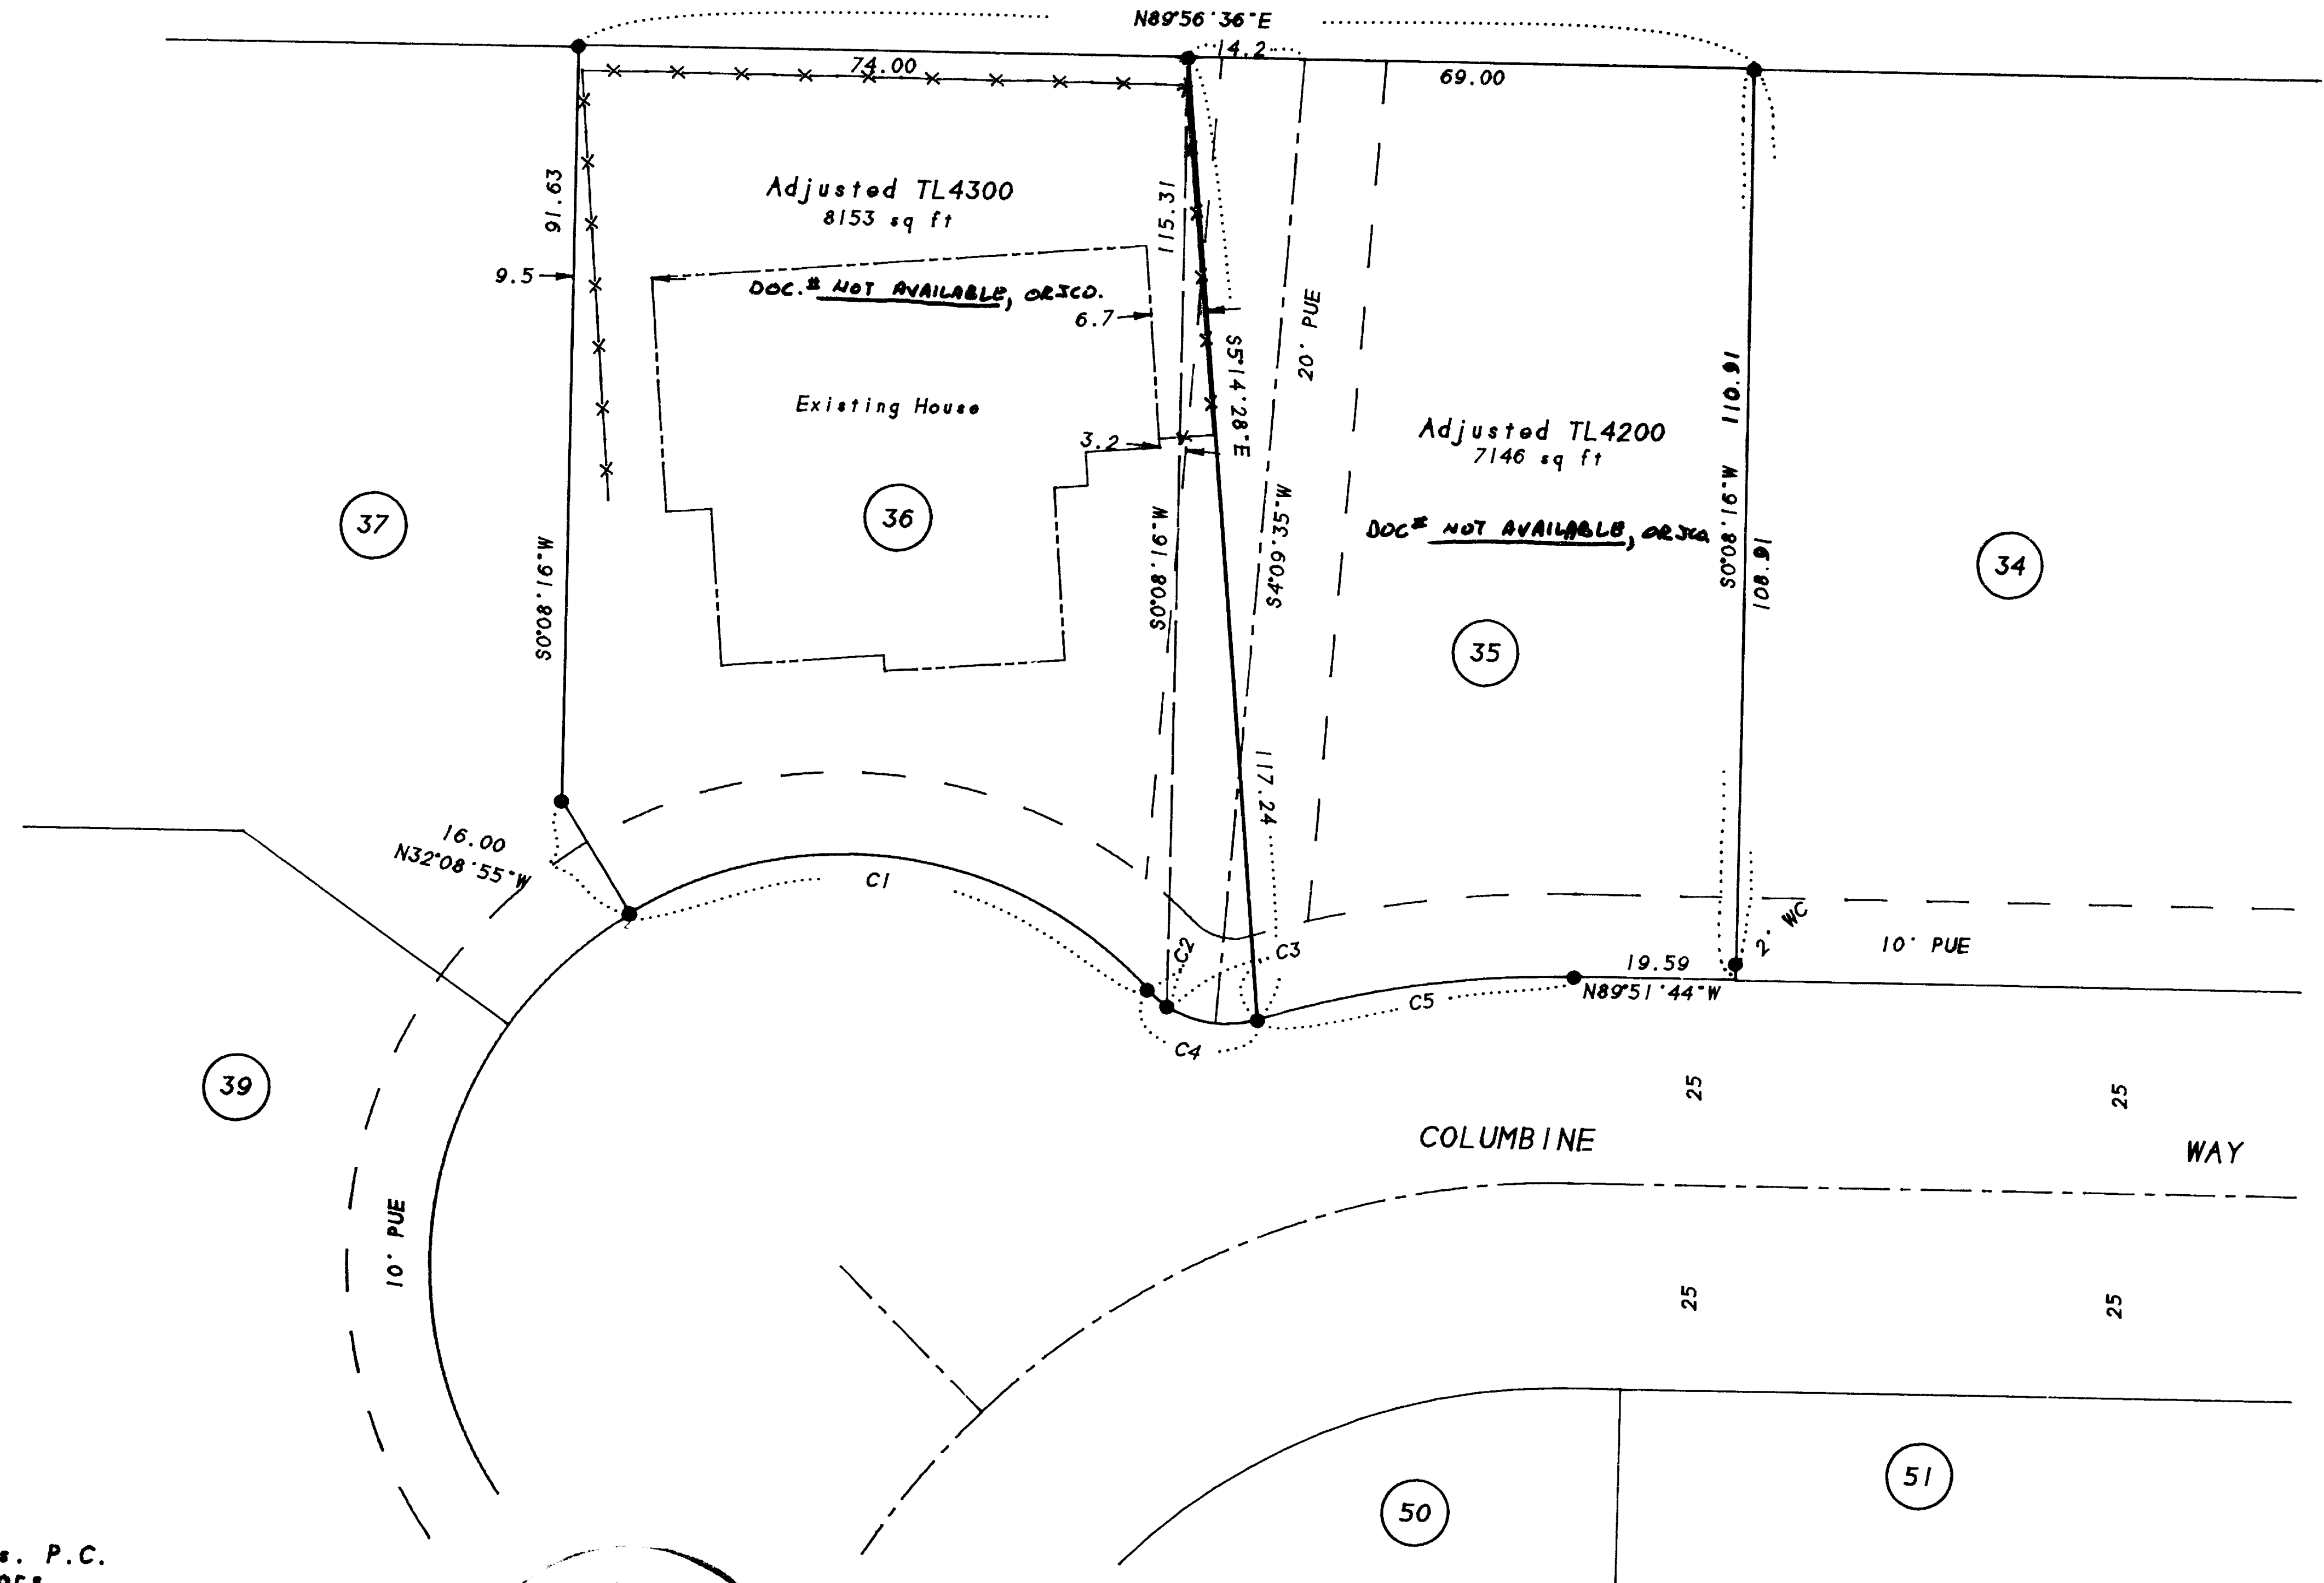 N89°56'36"E
14.2
74.00
69.00
91.63
Adjusted TL4300
8153 sq ft
115.31
9.5
DOC.# NOT AVAILABLE, ORJCO.
6.7
20' PUE
S5°14'28"E
110.91
Existing House
3.2
Adjusted TL4200
7146 sq ft
37
36
S4°09'35"W
S0°08'16"W
DOC# NOT AVAILABLE, ORJCO.
S0°08'16"W
108.91
34
S0°08'16"W
35
117.24
16.00
N32°08'55"W
C1
C2
C3
2' WC
10' PUE
19.59
N89°51'44"W
C5
C4
39
25
25
COLUMBINE
WAY
10' PUE
25
25
50
51
s. P.C.
ors